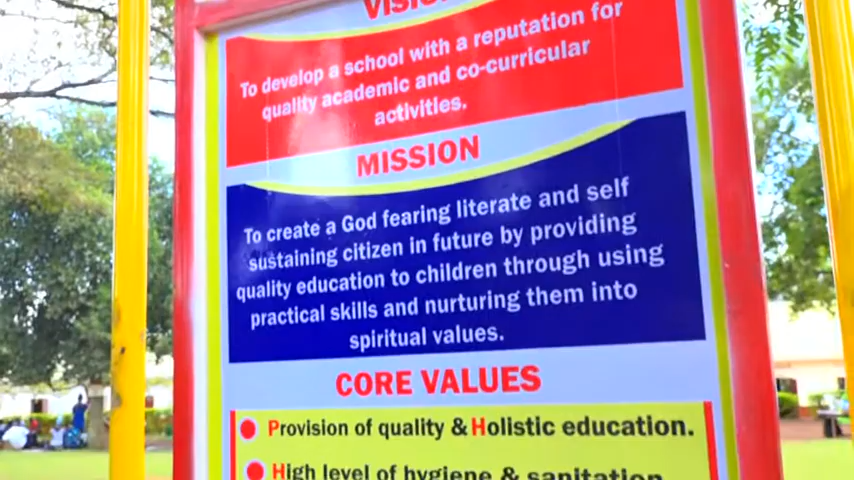 VISION
To develop a school with a reputation for
quality academic and co-curricular
activities.
MISSION
To create a God fearing literate and self
sustaining citizen in future by providing
quality education to children through using
practical skills and nurturing them into
spiritual values.
CORE VALUES
Provision of quality & Holistic education.
High level of hygiene & sanitation